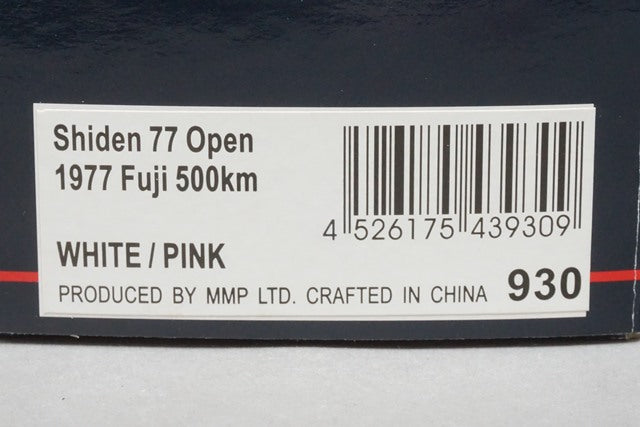 Shiden 77 Open
1977 Fuji 500km
4 526175 439309
WHITE / PINK
PRODUCED BY MMP LTD. CRAFTED IN CHINA 930